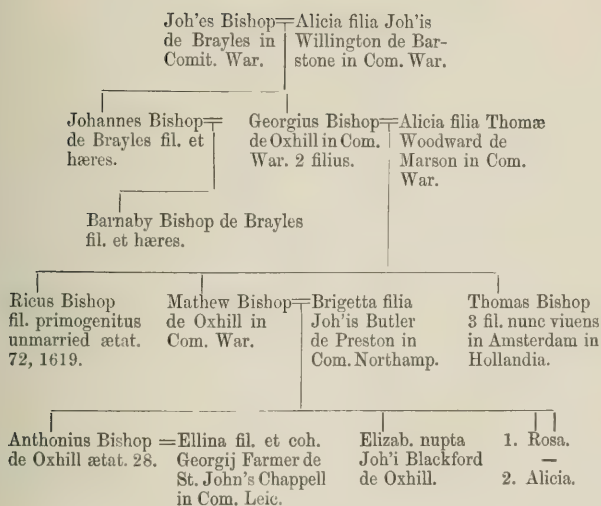 Joh'es Bishop
de Brayles in
Comit. War.
Alicia filia Joh'is
Willington de Bar-
stone in Com. War.
Johannes Bishop
de Brayles fil. et
hæres.
Georgius Bishop
de Oxhill in Com.
War. 2 filius.
Alicia filia Thomæ
Woodward de
Marson in Com.
War.
Barnaby Bishop de Brayles
fil. et hæres.
Ricus Bishop
fil. primogenitus
unmarried ætat.
72, 1619.
Mathew Bishop
de Oxhill in
Com. War.
Brigetta filia
Joh'is Butler
de Preston in
Com. Northamp.
Thomas Bishop
3 fil. nunc viuens
in Amsterdam in
Hollandia.
Anthonius Bishop
de Oxhill ætat. 28.
Ellina fil. et coh.
Georgij Farmer de
St. John's Chappell
in Com. Leic.
Elizab. nupta
Joh'i Blackford
de Oxhill.
1. Rosa.
—
2. Alicia.